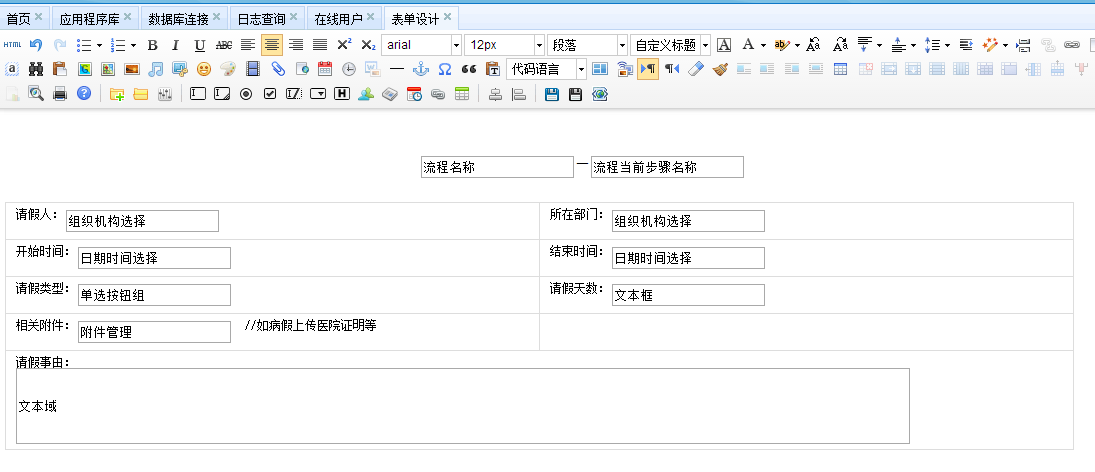 首页 应用程序库 数据库连接 日志查询 在线用户 表单设计
HTML B I U ABC X² X₂ arial 12px 段落 自定义标题 A A ab
代码语言
流程名称 — 流程当前步骤名称
请假人： 组织机构选择 所在部门： 组织机构选择
开始时间： 日期时间选择 结束时间： 日期时间选择
请假类型： 单选按钮组 请假天数： 文本框
相关附件： 附件管理 //如病假上传医院证明等
请假事由：
文本域